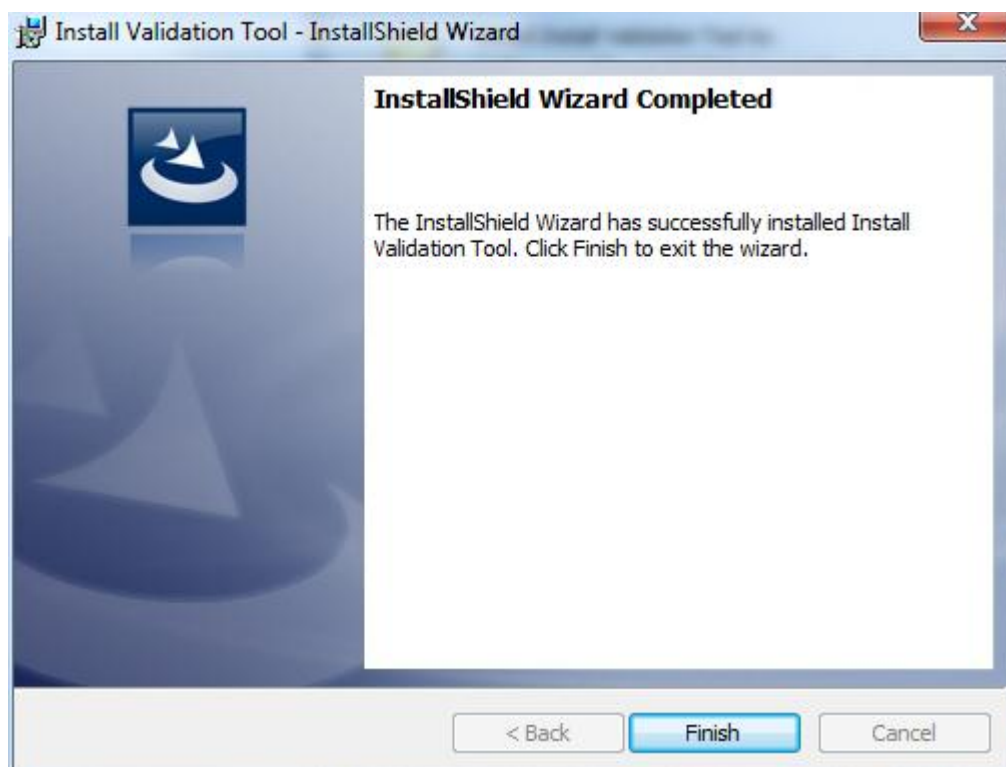 Install Validation Tool - InstallShield Wizard
X
InstallShield Wizard Completed
The InstallShield Wizard has successfully installed Install
Validation Tool. Click Finish to exit the wizard.
< Back
Finish
Cancel